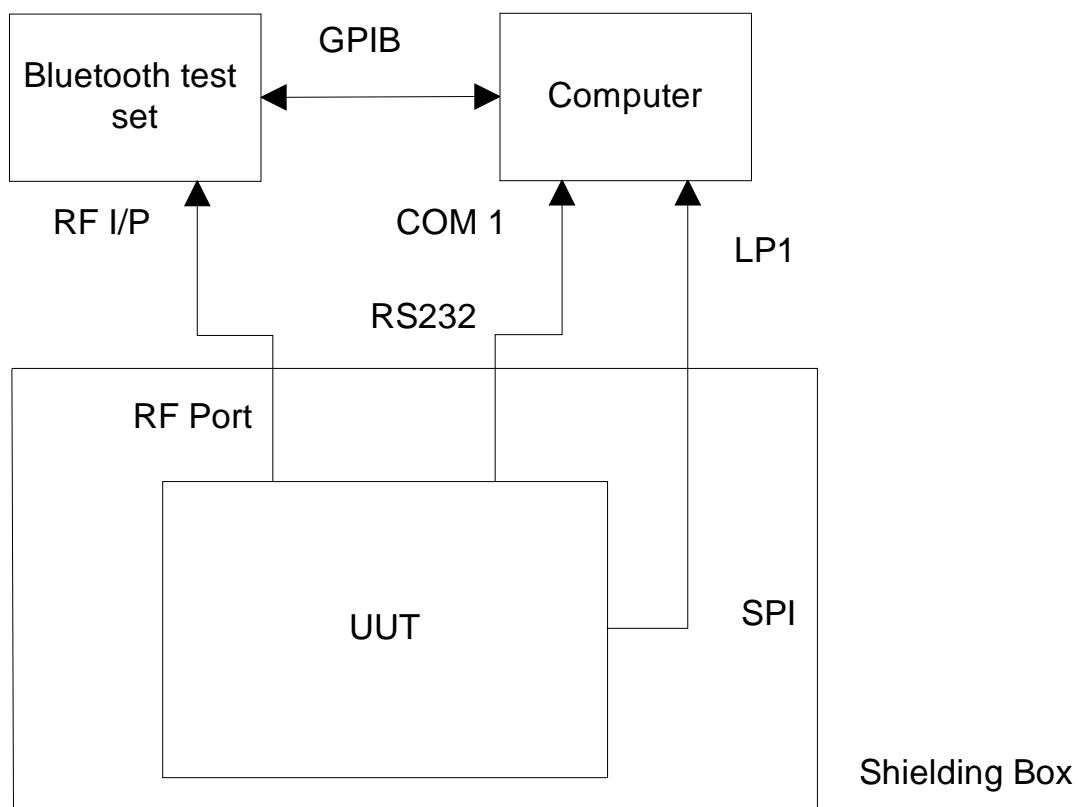 GPIB
Bluetooth test
set
Computer
RF I/P
COM 1
LP1
RS232
RF Port
UUT
SPI
Shielding Box